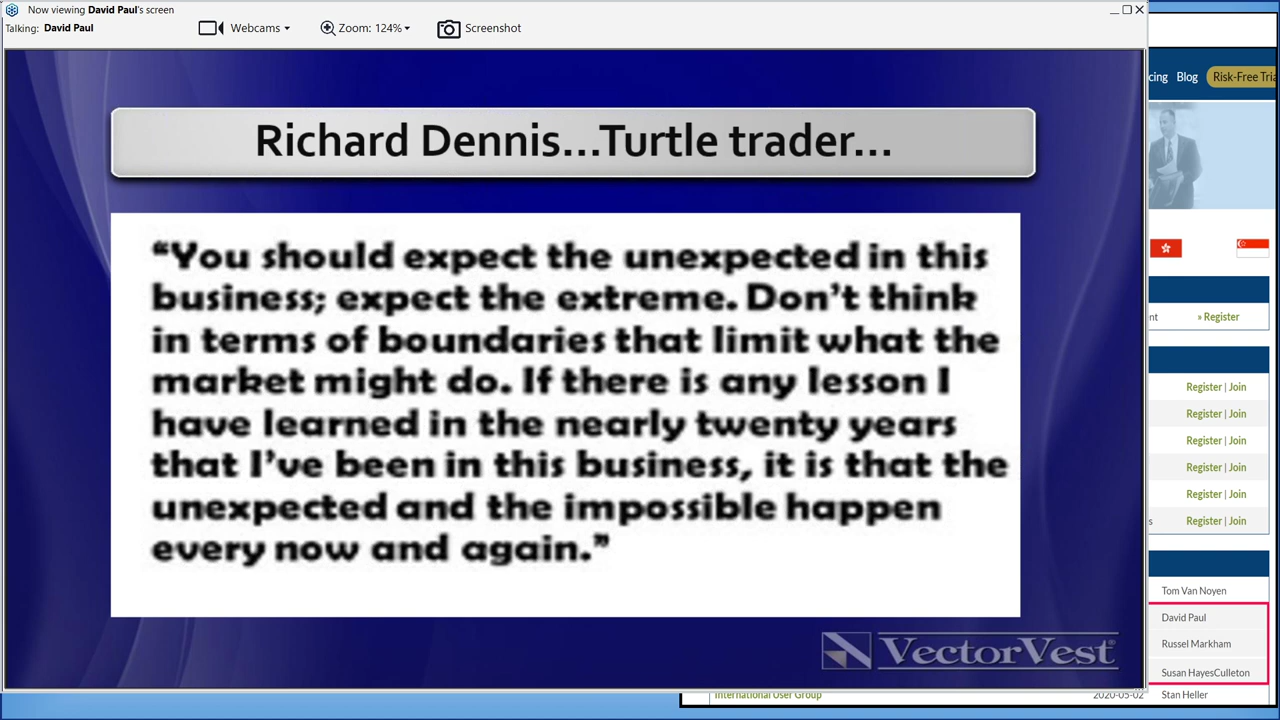 Now viewing David Paul's screen
Talking: David Paul
Webcams
Zoom: 124%
Screenshot
Richard Dennis...Turtle trader...
“You should expect the unexpected in this
business; expect the extreme. Don’t think
in terms of boundaries that limit what the
market might do. If there is any lesson I
have learned in the nearly twenty years
that I’ve been in this business, it is that the
unexpected and the impossible happen
every now and again.”
VectorVest
cing Blog Risk-Free Tria
nt » Register
Register | Join
Register | Join
Register | Join
Register | Join
Register | Join
s Register | Join
Tom Van Noyen
David Paul
Russel Markham
Susan HayesCulleton
International User Group 2020-05-02 Stan Heller